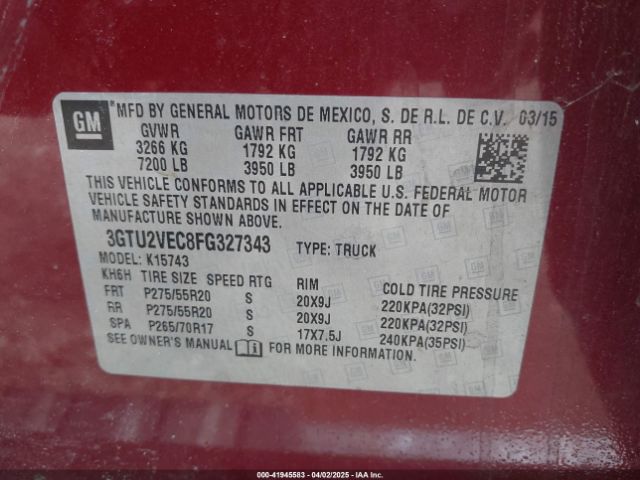 GM
*MFD BY GENERAL MOTORS DE MEXICO, S. DE R.L. DE C.V. 03/15
GVWR GAWR FRT GAWR RR
3266 KG 1792 KG 1792 KG
7200 LB 3950 LB 3950 LB
THIS VEHICLE CONFORMS TO ALL APPLICABLE U.S. FEDERAL MOTOR
VEHICLE SAFETY STANDARDS IN EFFECT ON THE DATE OF
MANUFACTURE SHOWN ABOVE.
3GTU2VEC8FG327343 TYPE: TRUCK
MODEL: K15743
KH6H TIRE SIZE SPEED RTG RIM COLD TIRE PRESSURE
FRT P275/55R20 S 20X9J 220KPA(32PSI)
RR P275/55R20 S 20X9J 220KPA(32PSI)
SPA P265/70R17 S 17X7.5J 240KPA(35PSI)
SEE OWNER'S MANUAL FOR MORE INFORMATION.
000-41945583 - 04/02/2025 - IAAI.CA